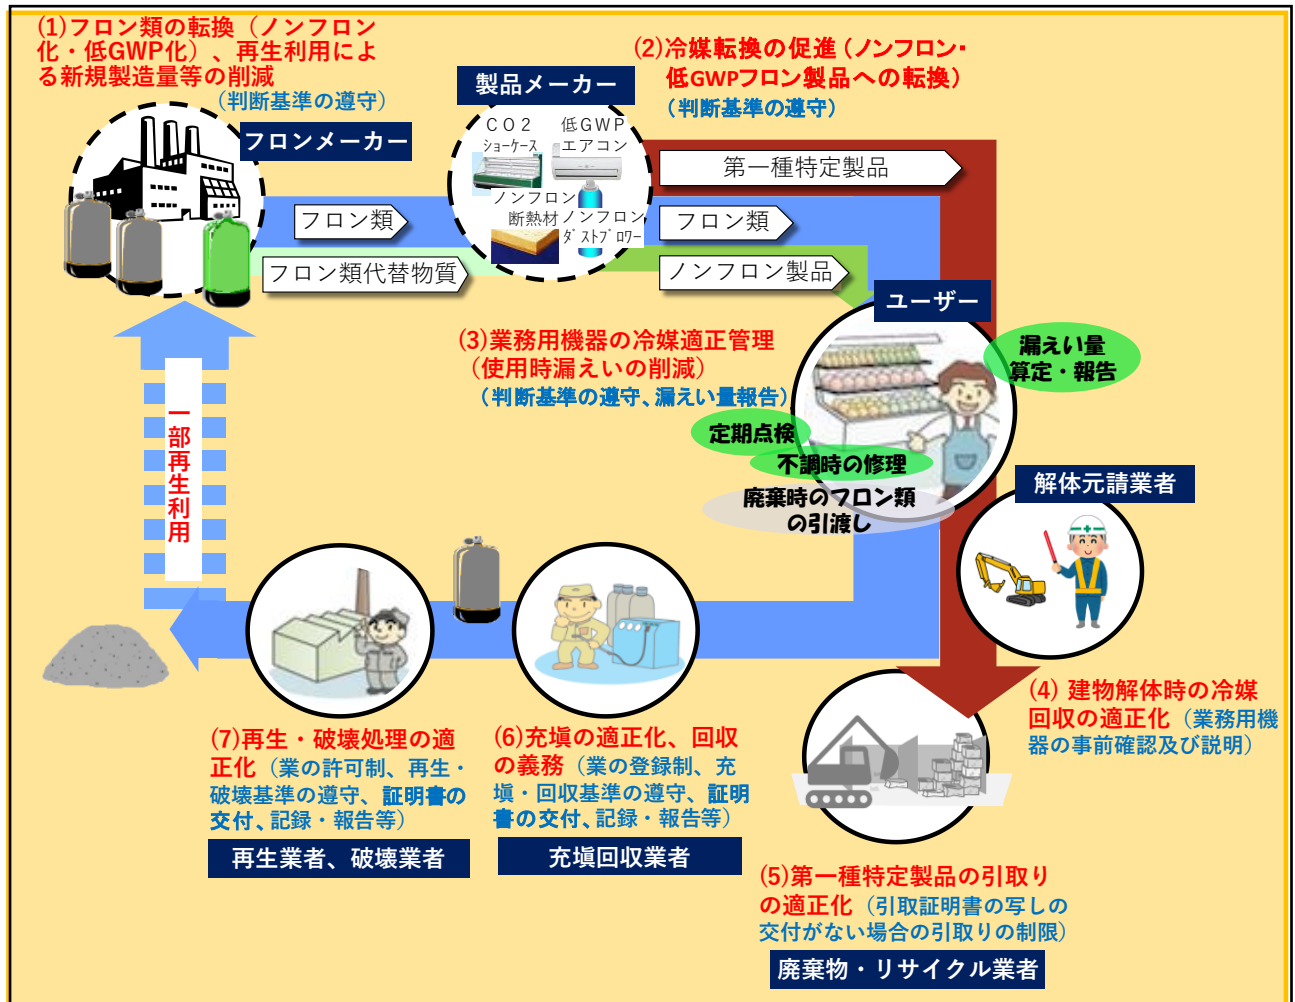 (1)フロン類の転換（ノンフロン
化・低GWP化）、再生利用によ
る新規製造量等の削減
（判断基準の遵守）
フロンメーカー
製品メーカー
CO2
ショーケース
低GWP
エアコン
ノンフロン
断熱材
ノンフロン
ダストブロワー
(2)冷媒転換の促進（ノンフロン・
低GWPフロン製品への転換）
（判断基準の遵守）
第一種特定製品
フロン類
フロン類
フロン類代替物質
ノンフロン製品
ユーザー
(3)業務用機器の冷媒適正管理
（使用時漏えいの削減）
（判断基準の遵守、漏えい量報告）
漏えい量
算定・報告
定期点検
不調時の修理
廃棄時のフロン類
の引渡し
一部再生利用
解体元請業者
(4) 建物解体時の冷媒
回収の適正化（業務用機
器の事前確認及び説明）
(7)再生・破壊処理の適
正化（業の許可制、再生・
破壊基準の遵守、証明書の
交付、記録・報告等）
再生業者、破壊業者
(6)充塡の適正化、回収
の義務（業の登録制、充
塡・回収基準の遵守、証明
書の交付、記録・報告等）
充塡回収業者
(5)第一種特定製品の引取り
の適正化（引取証明書の写しの
交付がない場合の引取りの制限）
廃棄物・リサイクル業者